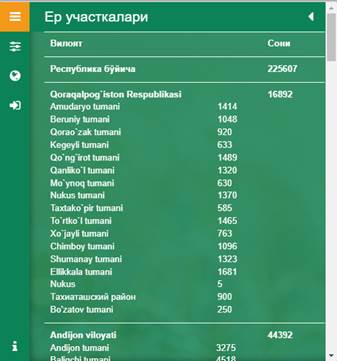 Ер участкалари
Вилоят Сони
Республика бўйича 225607
Qoraqalpog`iston Respublikasi 16892
Amudaryo tumani 1414
Beruniy tumani 1048
Qorao`zak tumani 920
Kegeyli tumani 633
Qo`ng`irot tumani 1489
Qanliko`l tumani 1320
Mo`ynoq tumani 630
Nukus tumani 1370
Taxtako`pir tumani 585
To`rtko`l tumani 1465
Xo`jayli tumani 763
Chimboy tumani 1096
Shumanay tumani 1323
Ellikkala tumani 1681
Nukus 5
Тахиаташский район 900
Bo'zatov tumani 250
Andijon viloyati 44392
Andijon tumani 3275
Baliqchi tumani 4518